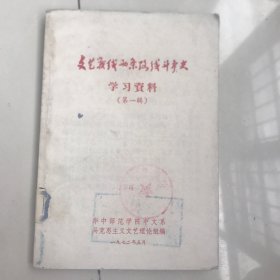 文艺战线两条路线斗争史
学习資料
（第一辑）
华中师范学院中文系
马克思主义文艺理论组编
一九七二年五月